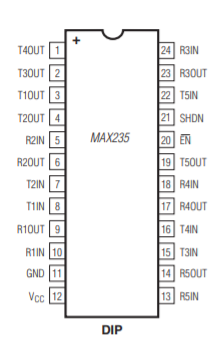 +
T4OUT 1 24 R3IN
T3OUT 2 23 R3OUT
T1OUT 3 22 T5IN
T2OUT 4 21 SHDN
R2IN 5 MAX235 20 E̅N̅
R2OUT 6 19 T5OUT
T2IN 7 18 R4IN
T1IN 8 17 R4OUT
R1OUT 9 16 T4IN
R1IN 10 15 T3IN
GND 11 14 R5OUT
VCC 12 13 R5IN
DIP